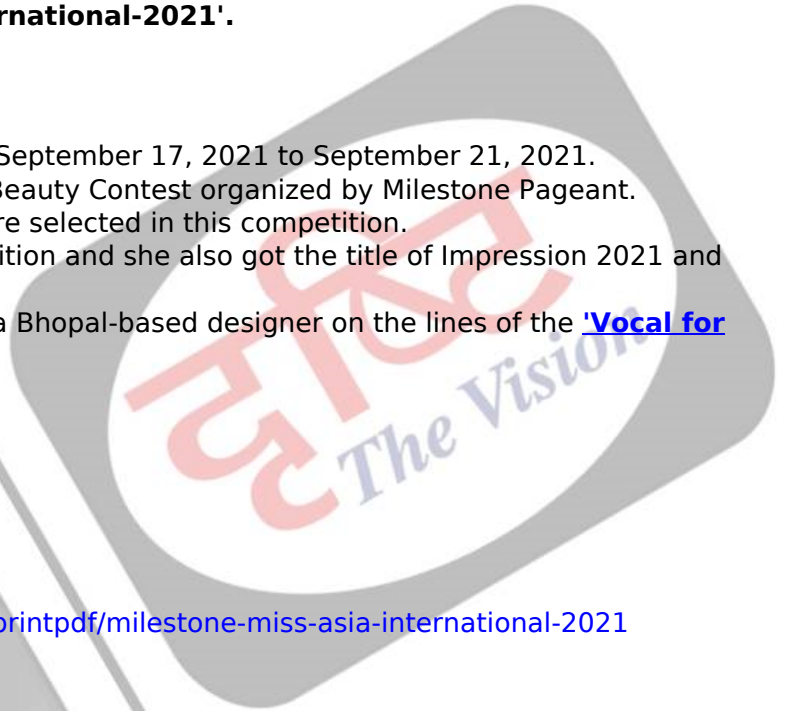 rnational-2021'.
September 17, 2021 to September 21, 2021.
Beauty Contest organized by Milestone Pageant.
re selected in this competition.
ition and she also got the title of Impression 2021 and
a Bhopal-based designer on the lines of the 'Vocal for
दृष्टि
The Vision
printpdf/milestone-miss-asia-international-2021